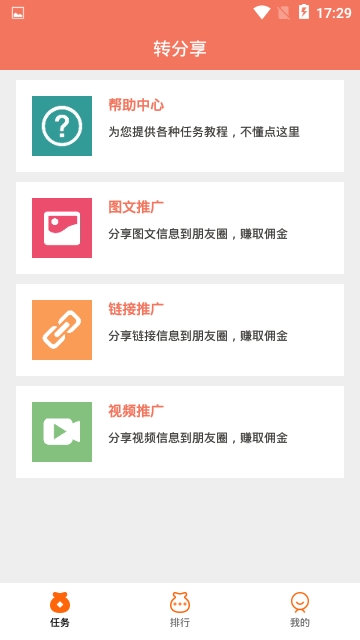 17:29
转分享
帮助中心
为您提供各种任务教程，不懂点这里
图文推广
分享图文信息到朋友圈，赚取佣金
链接推广
分享链接信息到朋友圈，赚取佣金
视频推广
分享视频信息到朋友圈，赚取佣金
任务
排行
我的